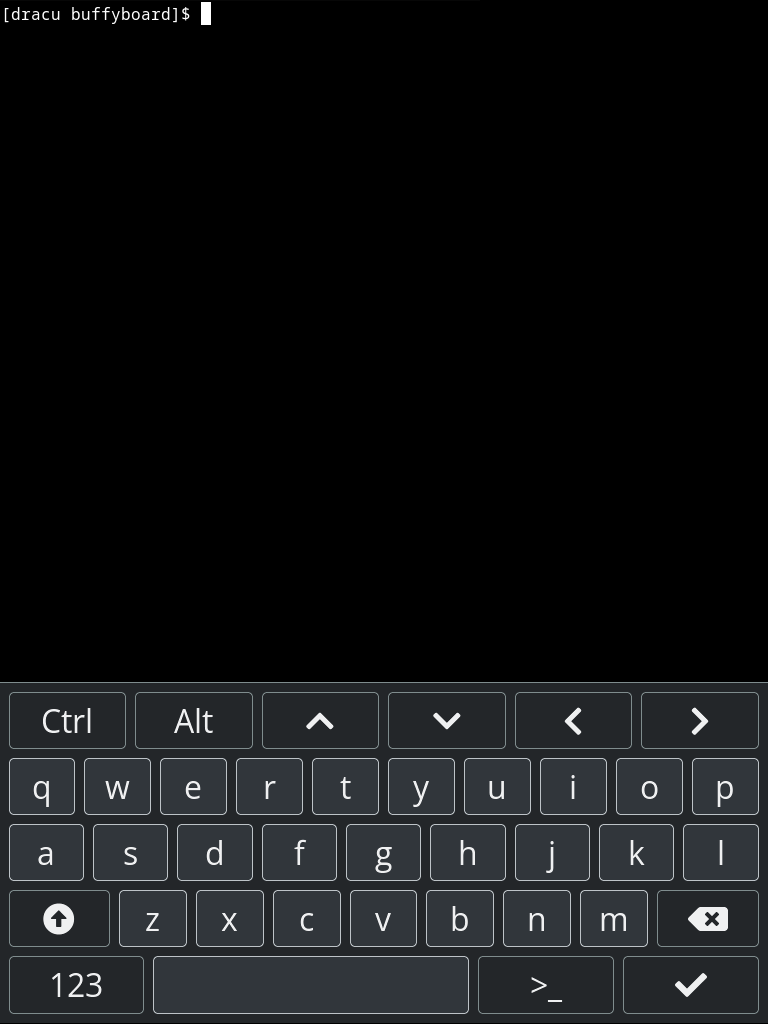 [dracu buffyboard]$
Ctrl Alt
q w e r t y u i o p
a s d f g h j k l
z x c v b n m
123 >_